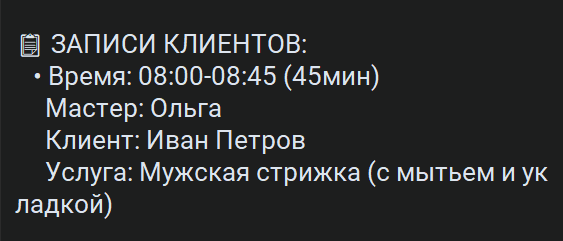 📋 ЗАПИСИ КЛИЕНТОВ:
• Время: 08:00-08:45 (45мин)
Мастер: Ольга
Клиент: Иван Петров
Услуга: Мужская стрижка (с мытьем и ук
ладкой)